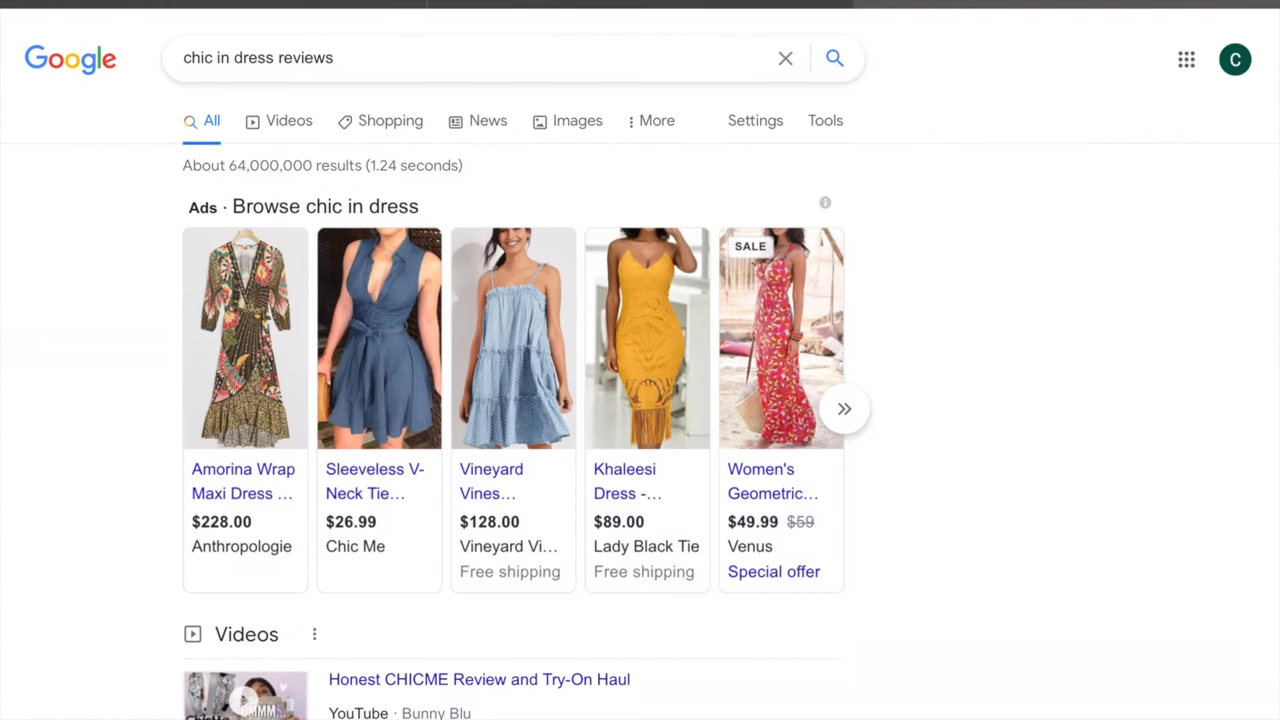 Google
chic in dress reviews
C
All
Videos
Shopping
News
Images
More
Settings
Tools
About 64,000,000 results (1.24 seconds)
Ads · Browse chic in dress
SALE
Amorina Wrap
Maxi Dress ...
$228.00
Anthropologie
Sleeveless V-
Neck Tie...
$26.99
Chic Me
Vineyard
Vines...
$128.00
Vineyard Vi...
Free shipping
Khaleesi
Dress -...
$89.00
Lady Black Tie
Free shipping
Women's
Geometric...
$49.99 $59
Venus
Special offer
Videos
Honest CHICME Review and Try-On Haul
YouTube · Bunny Blu